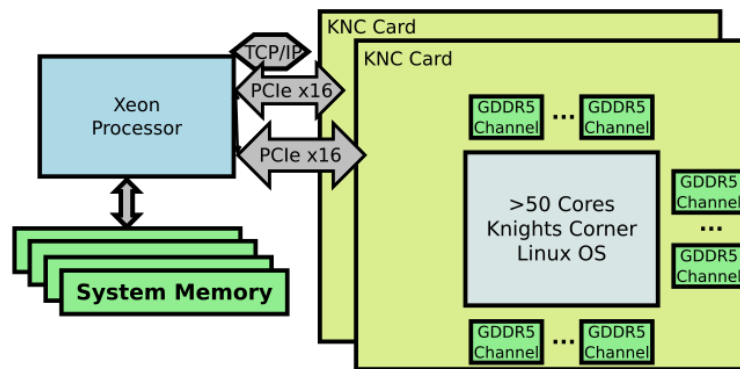 KNC Card
KNC Card
TCP/IP
PCIe x16
PCIe x16
Xeon
Processor
GDDR5
Channel
...
GDDR5
Channel
>50 Cores
Knights Corner
Linux OS
GDDR5
Channel
...
GDDR5
Channel
System Memory
GDDR5
Channel
...
GDDR5
Channel